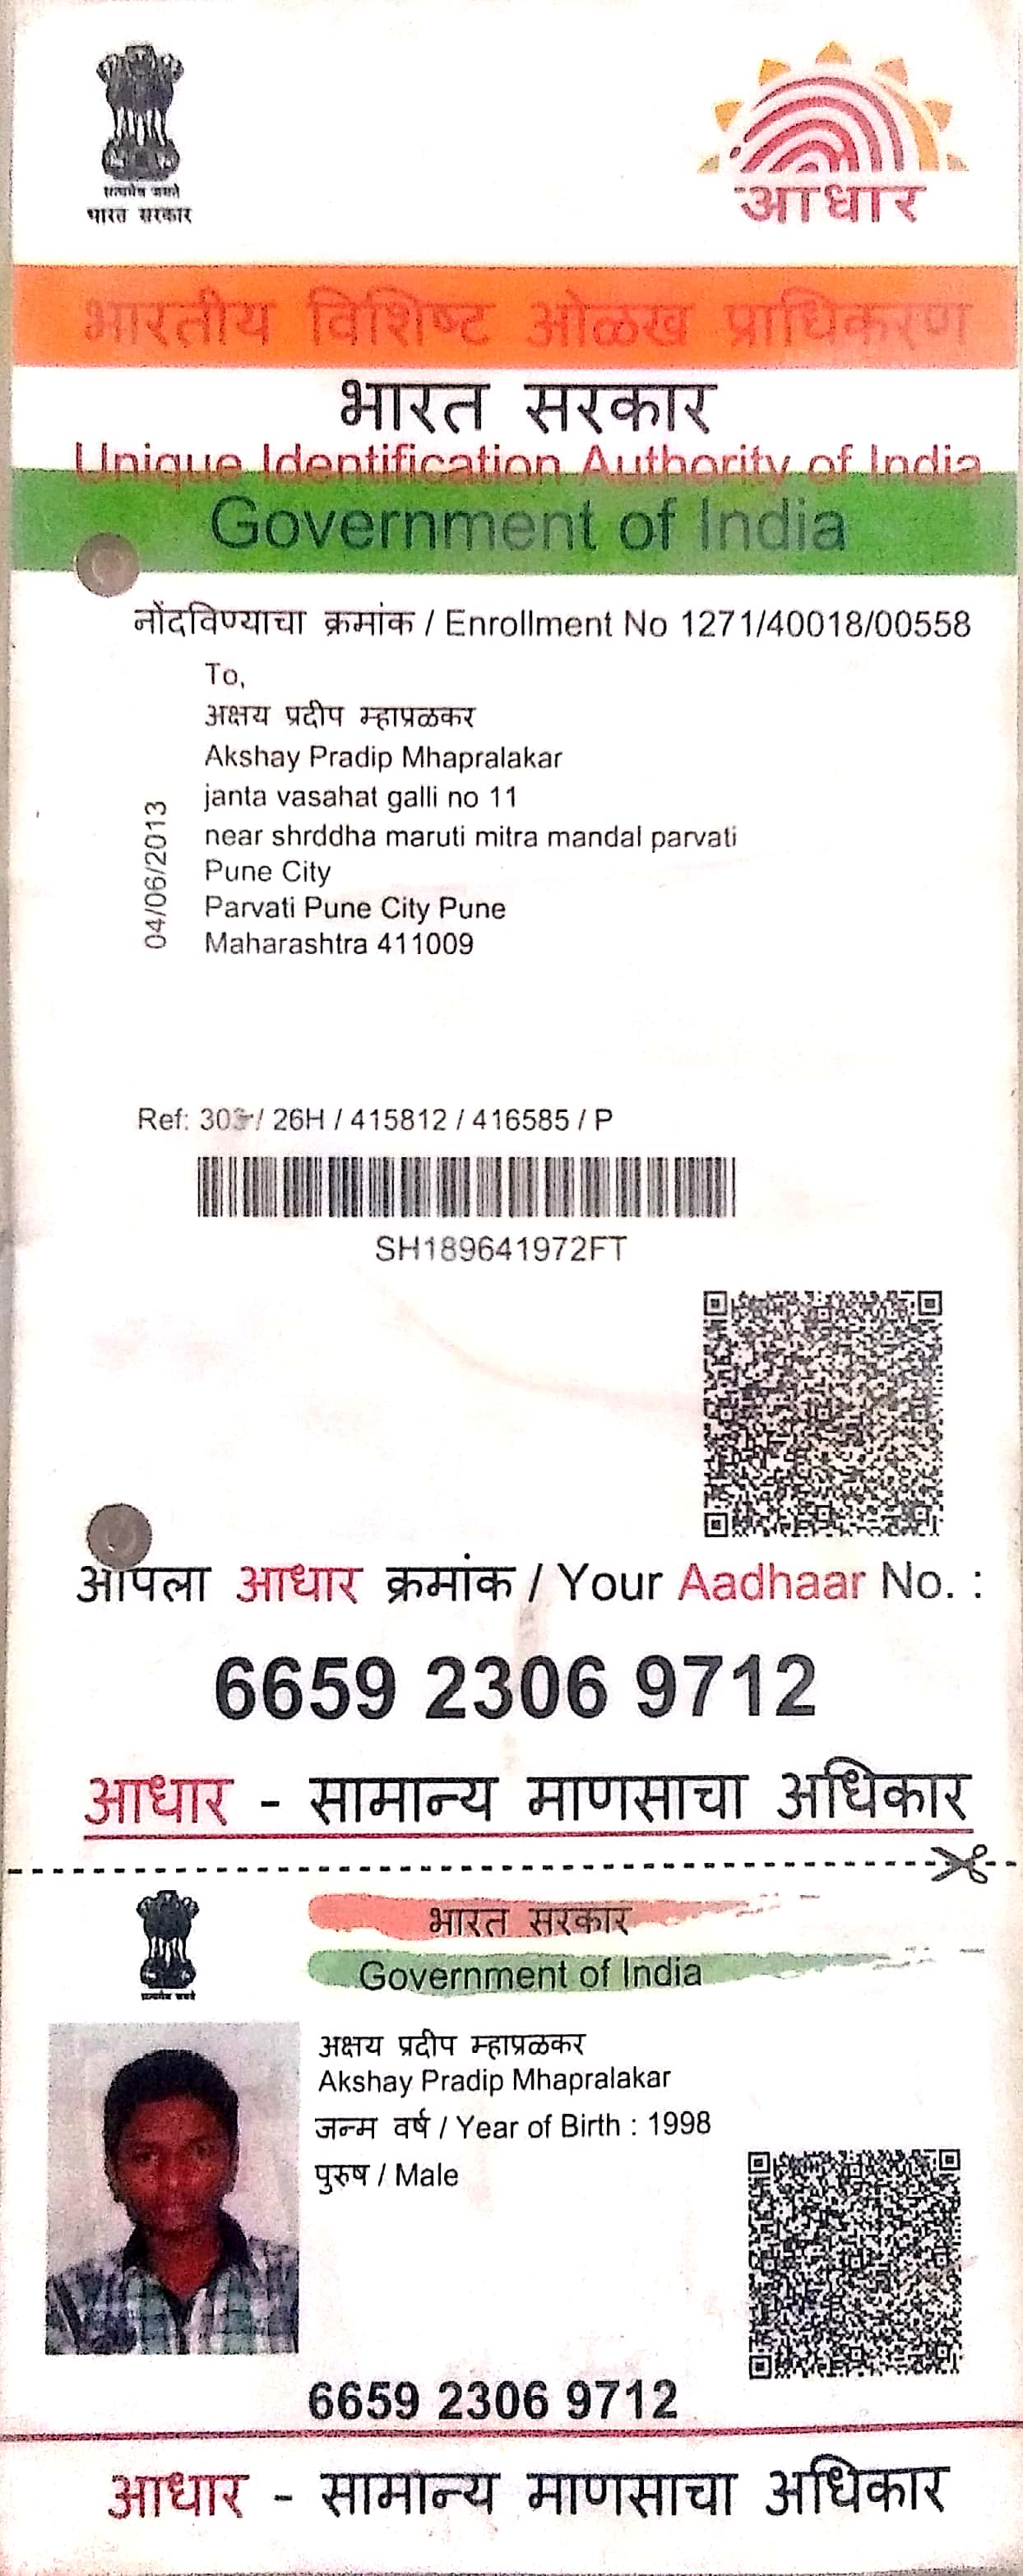 सत्यमेव जयते
भारत सरकार
आधार
भारतीय विशिष्ट ओळख प्राधिकरण
भारत सरकार
Unique Identification Authority of India
Government of India
नोंदविण्याचा क्रमांक / Enrollment No 1271/40018/00558
To,
अक्षय प्रदीप म्हाप्रळकर
Akshay Pradip Mhapralakar
janta vasahat galli no 11
near shrddha maruti mitra mandal parvati
Pune City
Parvati Pune City Pune
Maharashtra 411009
04/06/2013
Ref: / 26H / 415812 / 416585 / P
SH189641972FT
आपला आधार क्रमांक / Your Aadhaar No. :
6659 2306 9712
आधार - सामान्य माणसाचा अधिकार
भारत सरकार
Government of India
सत्यमेव जयते
अक्षय प्रदीप म्हाप्रळकर
Akshay Pradip Mhapralakar
जन्म वर्ष / Year of Birth : 1998
पुरुष / Male
6659 2306 9712
आधार - सामान्य माणसाचा अधिकार